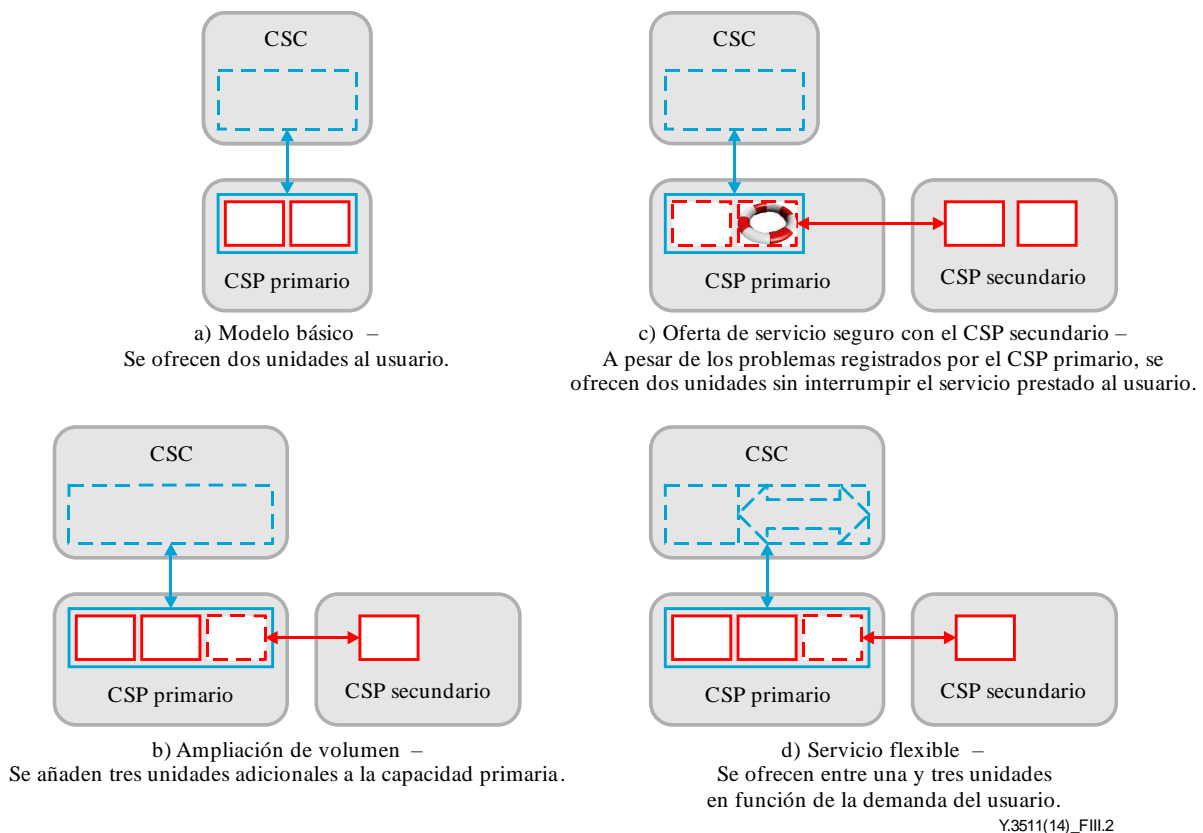 CSC
CSP primario
a) Modelo básico –
Se ofrecen dos unidades al usuario.
CSC
CSP primario
CSP secundario
c) Oferta de servicio seguro con el CSP secundario –
A pesar de los problemas registrados por el CSP primario, se
ofrecen dos unidades sin interrumpir el servicio prestado al usuario.
CSC
CSP primario
CSP secundario
b) Ampliación de volumen –
Se añaden tres unidades adicionales a la capacidad primaria.
CSC
CSP primario
CSP secundario
d) Servicio flexible –
Se ofrecen entre una y tres unidades
en función de la demanda del usuario.
Y.3511(14)_FIII.2